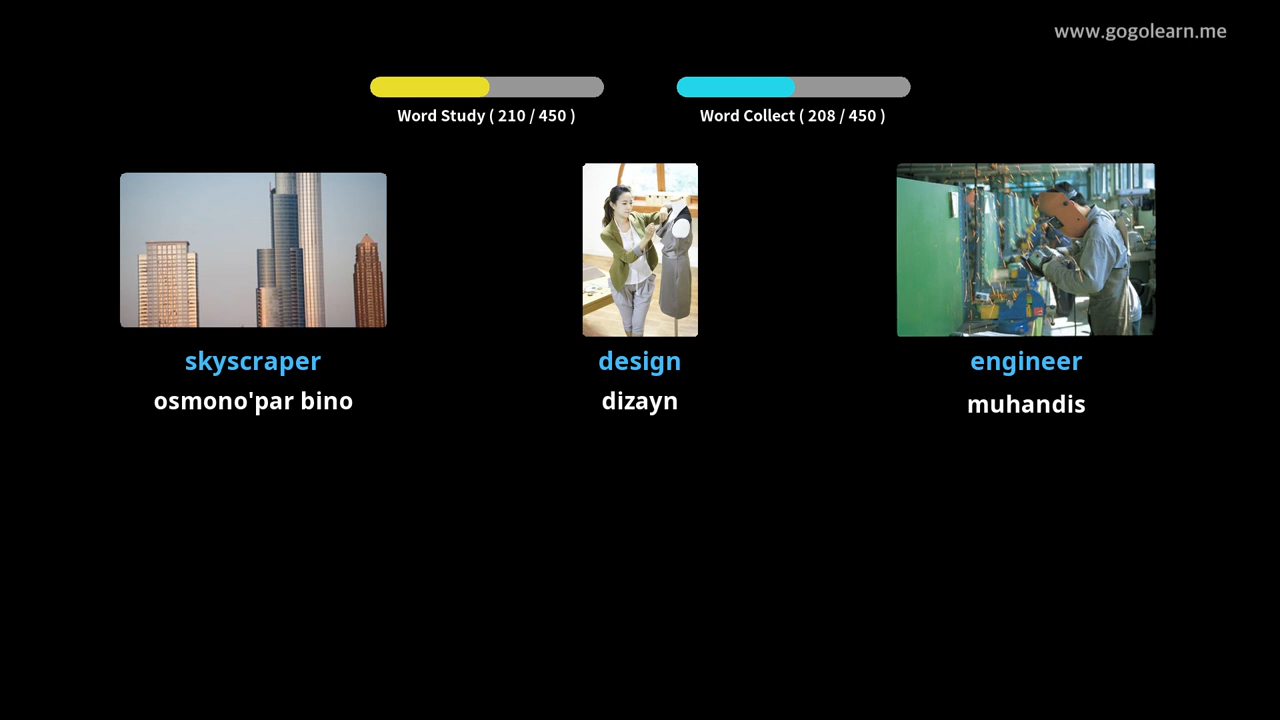 www.gogolearn.me
Word Study ( 210 / 450 )
Word Collect ( 208 / 450 )
skyscraper
osmono'par bino
design
dizayn
engineer
muhandis